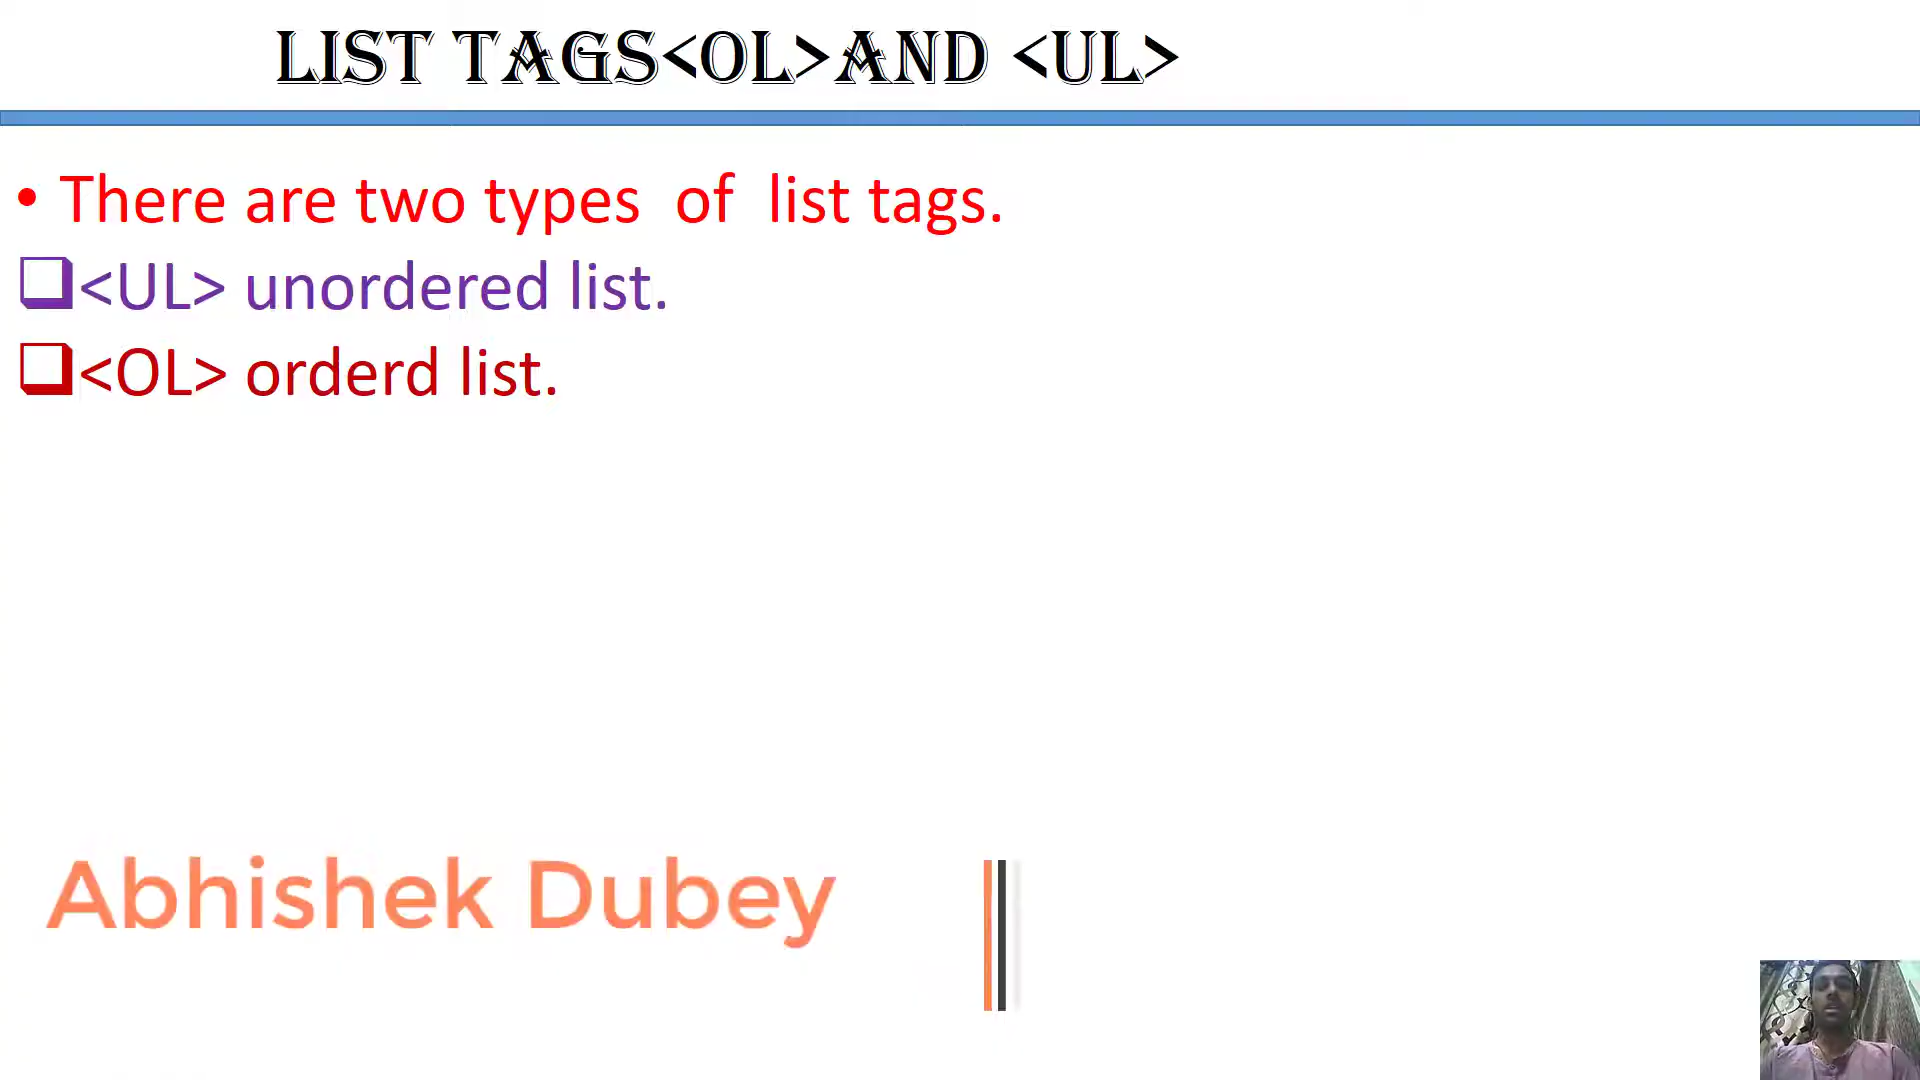 LIST TAGS<OL>AND <UL>
• There are two types of list tags.
❑<UL> unordered list.
❑<OL> orderd list.
Abhishek Dubey